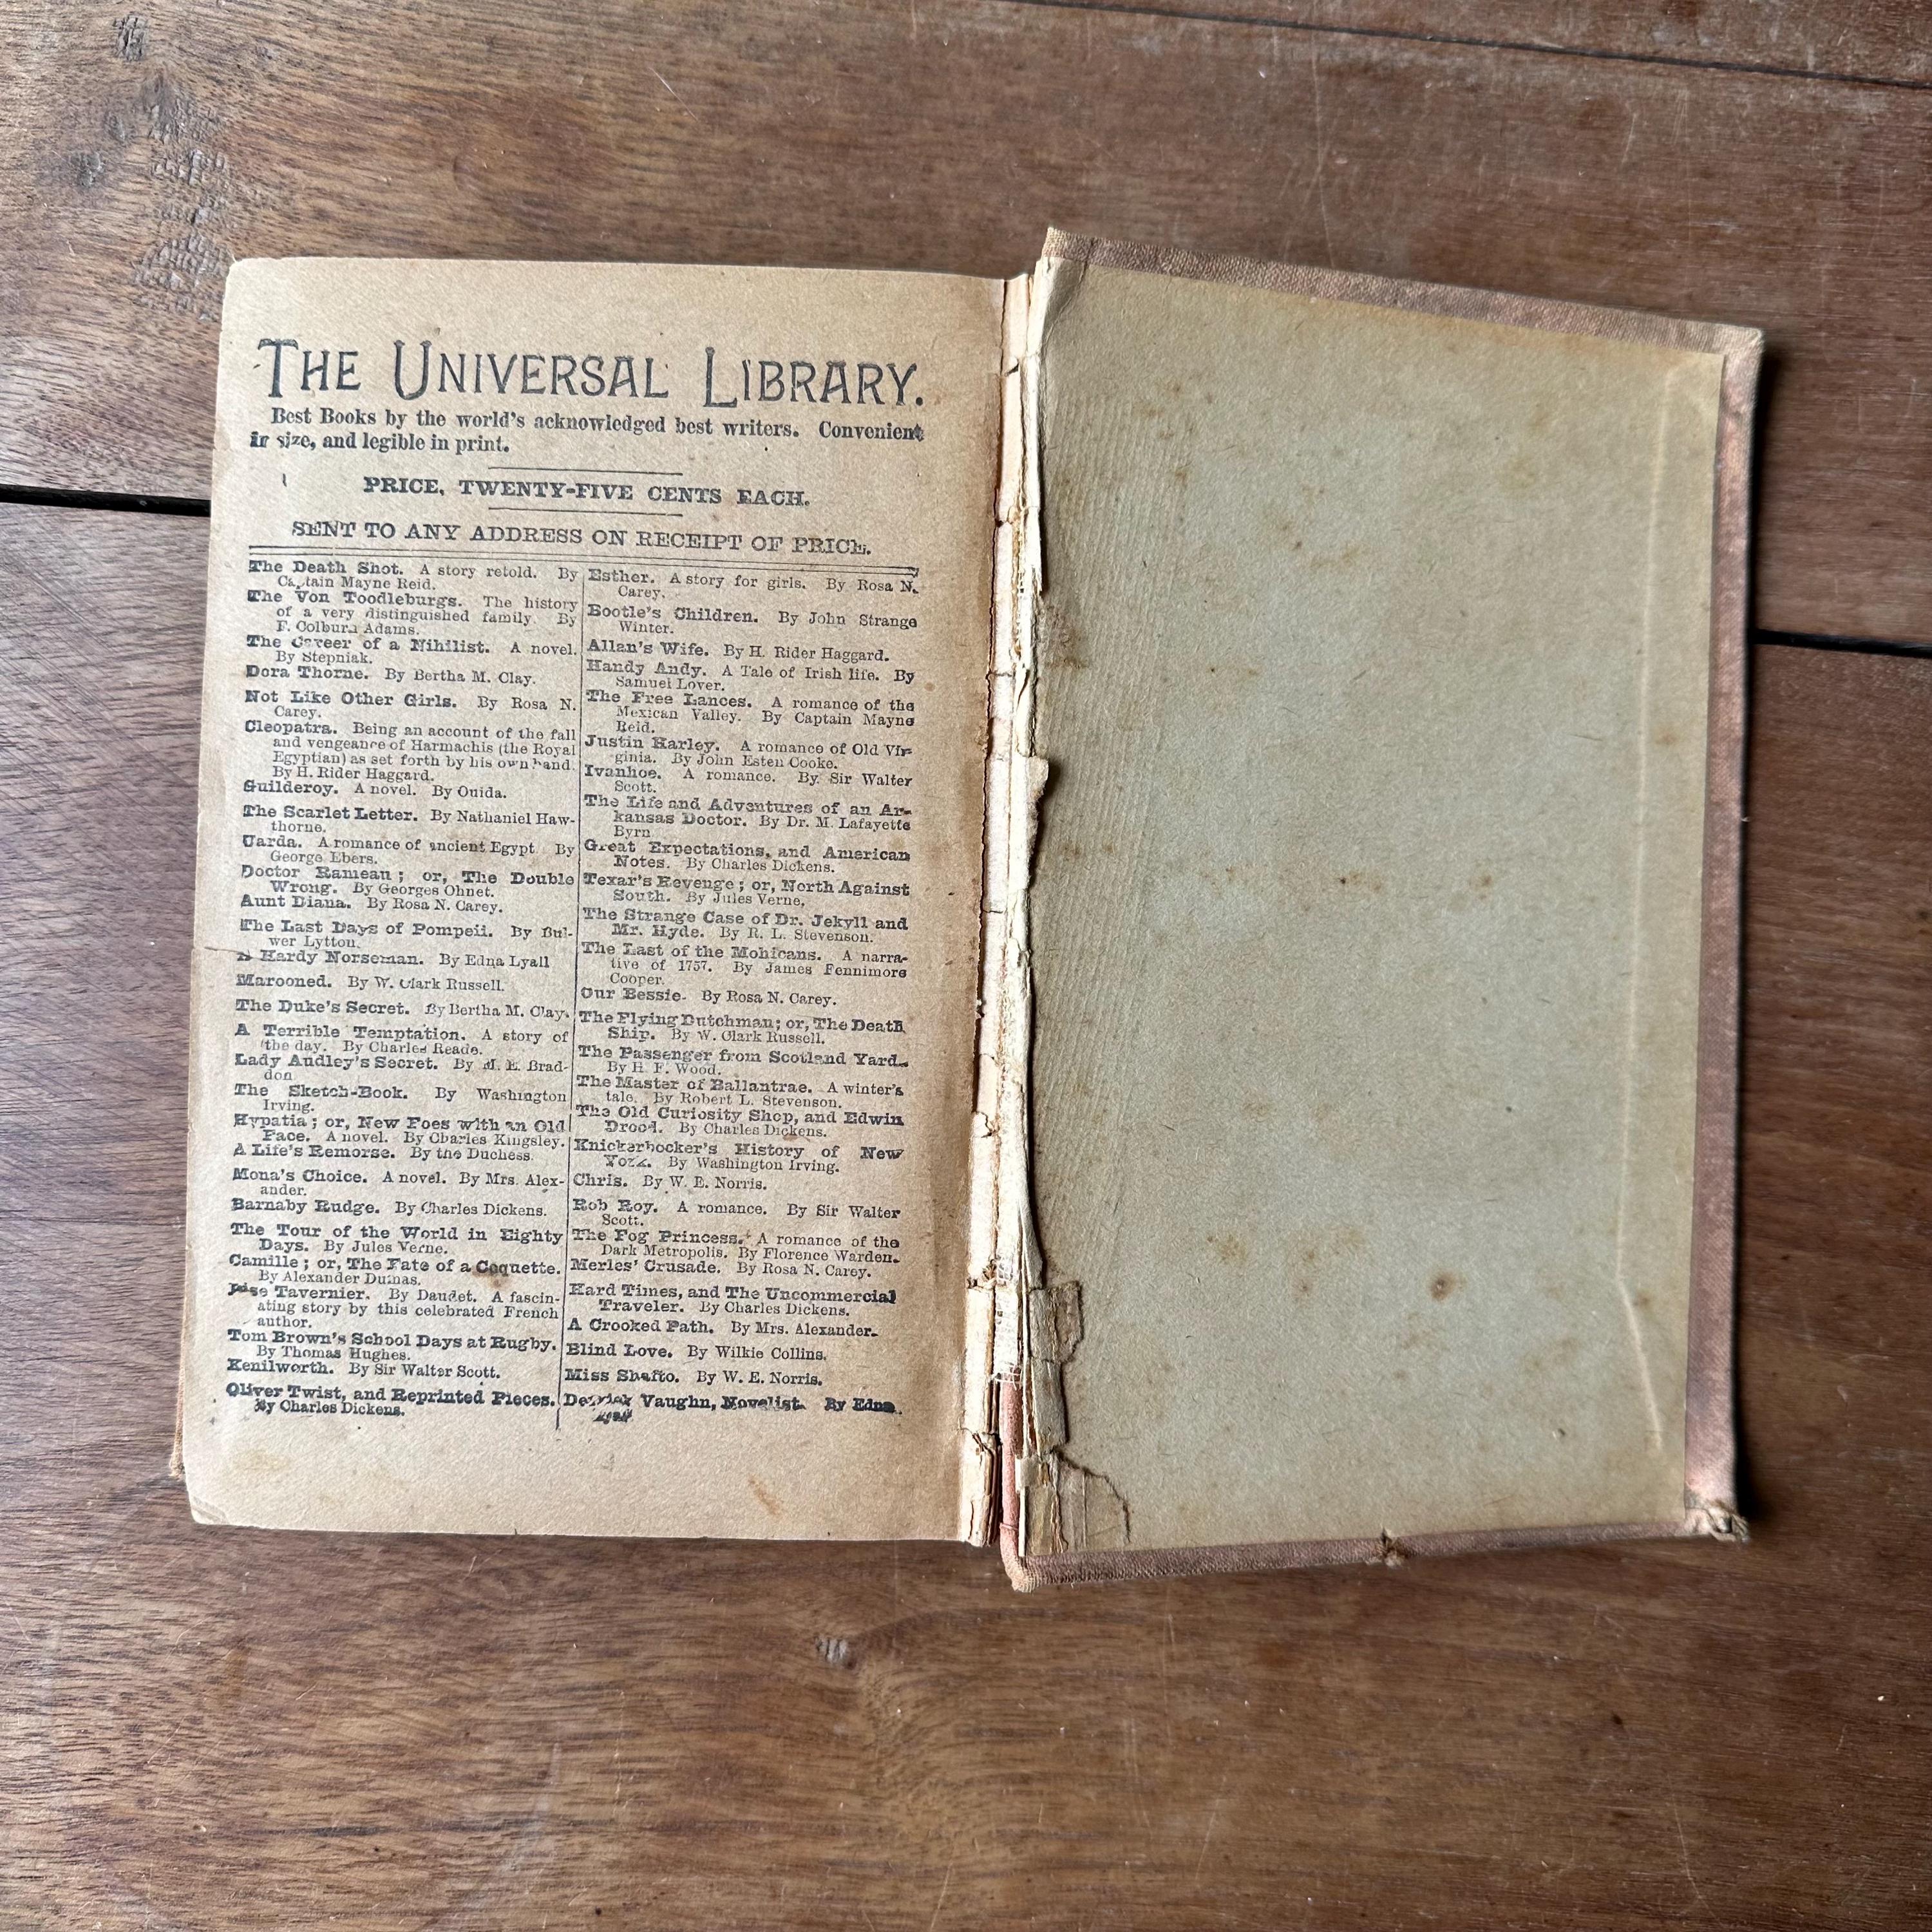 THE UNIVERSAL LIBRARY.
Best Books by the world's acknowledged best writers. Convenient
in size, and legible in print.
PRICE, TWENTY-FIVE CENTS EACH.
SENT TO ANY ADDRESS ON RECEIPT OF PRICE.
The Death Shot. A story retold. By
Captain Mayne Reid.
The Von Toodleburgs. The history
of a very distinguished family. By
F. Colburn Adams.
The Career of a Nihilist. A novel.
By Stepniak.
Dora Thorne. By Bertha M. Clay.
Not Like Other Girls. By Rosa N.
Carey.
Cleopatra. Being an account of the fall
and vengeance of Harmachis (the Royal
Egyptian) as set forth by his own hand.
By H. Rider Haggard.
Guilderoy. A novel. By Ouida.
The Scarlet Letter. By Nathaniel Haw-
thorne.
Uarda. A romance of ancient Egypt. By
George Ebers.
Doctor Rameau; or, The Double
Wrong. By Georges Ohnet.
Aunt Diana. By Rosa N. Carey.
The Last Days of Pompeii. By Bul-
wer Lytton.
A Hardy Norseman. By Edna Lyall
Marooned. By W. Clark Russell.
The Duke's Secret. By Bertha M. Clay.
A Terrible Temptation. A story of
the day. By Charles Reade.
Lady Audley's Secret. By M. E. Brad-
don
The Sketch-Book. By Washington
Irving.
Hypatia; or, New Foes with an Old
Face. A novel. By Charles Kingsley.
A Life's Remorse. By the Duchess.
Mona's Choice. A novel. By Mrs. Alex-
ander.
Barnaby Rudge. By Charles Dickens.
The Tour of the World in Eighty
Days. By Jules Verne.
Camille; or, The Fate of a Coquette.
By Alexander Dumas.
Tavernier. By Daudet. A fascin-
ating story by this celebrated French
author.
Tom Brown's School Days at Rugby.
By Thomas Hughes.
Kenilworth. By Sir Walter Scott.
Oliver Twist, and Reprinted Pieces.
By Charles Dickens.
Esther. A story for girls. By Rosa N.
Carey.
Bootle's Children. By John Strange
Winter.
Allan's Wife. By H. Rider Haggard.
Handy Andy. A Tale of Irish life. By
Samuel Lover.
The Free Lances. A romance of the
Mexican Valley. By Captain Mayne
Reid.
Justin Harley. A romance of Old Vir-
ginia. By John Esten Cooke.
Ivanhoe. A romance. By Sir Walter
Scott.
The Life and Adventures of an Ar-
kansas Doctor. By Dr. M. Lafayette
Byrn
Great Expectations, and American
Notes. By Charles Dickens.
Texar's Revenge; or, North Against
South. By Jules Verne.
The Strange Case of Dr. Jekyll and
Mr. Hyde. By R. L. Stevenson.
The Last of the Mohicans. A narra-
tive of 1757. By James Fennimore
Cooper.
Our Bessie. By Rosa N. Carey.
The Flying Dutchman; or, The Death
Ship. By W. Clark Russell.
The Passenger from Scotland Yard.
By H. F. Wood.
The Master of Ballantrae. A winter's
tale. By Robert L. Stevenson.
The Old Curiosity Shop, and Edwin
Drood. By Charles Dickens.
Knickerbocker's History of New
York. By Washington Irving.
Chris. By W. E. Norris.
Rob Roy. A romance. By Sir Walter
Scott.
The Fog Princess. A romance of the
Dark Metropolis. By Florence Warden.
Merles' Crusade. By Rosa N. Carey.
Hard Times, and The Uncommercial
Traveler. By Charles Dickens.
A Crooked Path. By Mrs. Alexander.
Blind Love. By Wilkie Collins.
Miss Shafto. By W. E. Norris.
Derrick Vaughn, Novelist. By Edna
Lyall